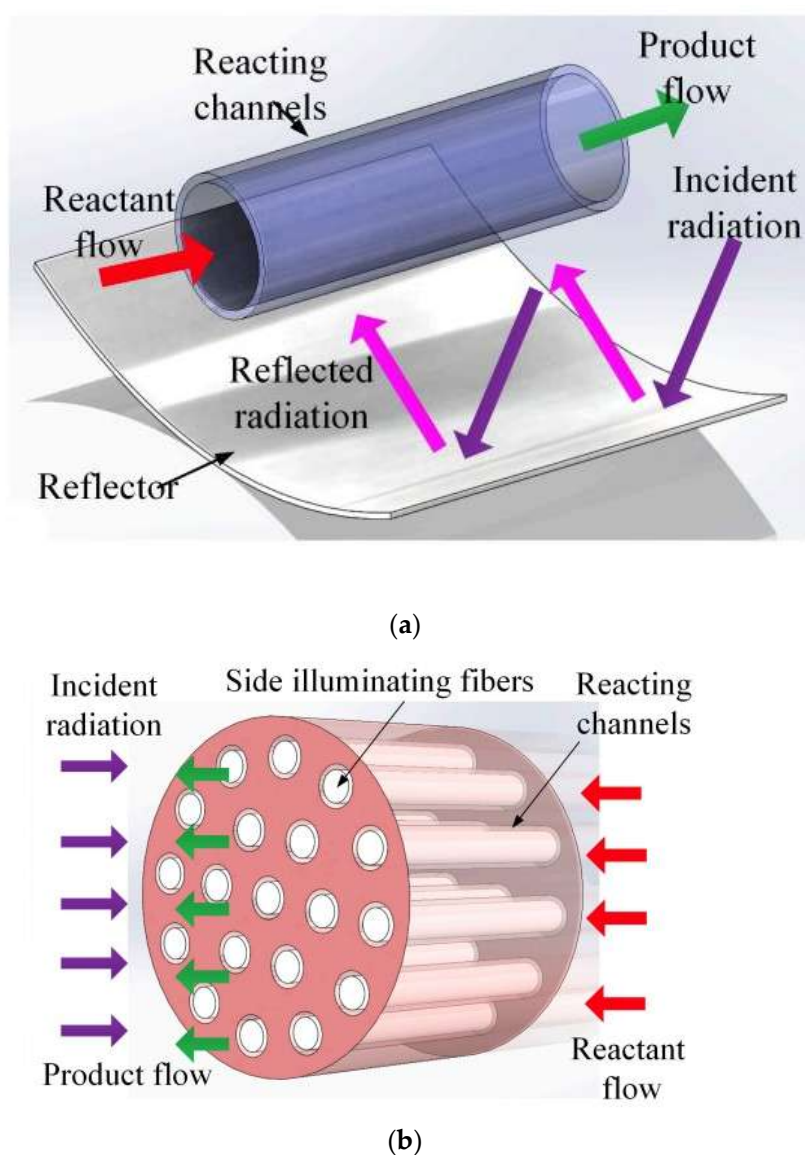 Reacting
channels
Product
flow
Reactant
flow
Incident
radiation
Reflected
radiation
Reflector
(a)
Incident
radiation
Side illuminating fibers
Reacting
channels
Product flow
Reactant
flow
(b)